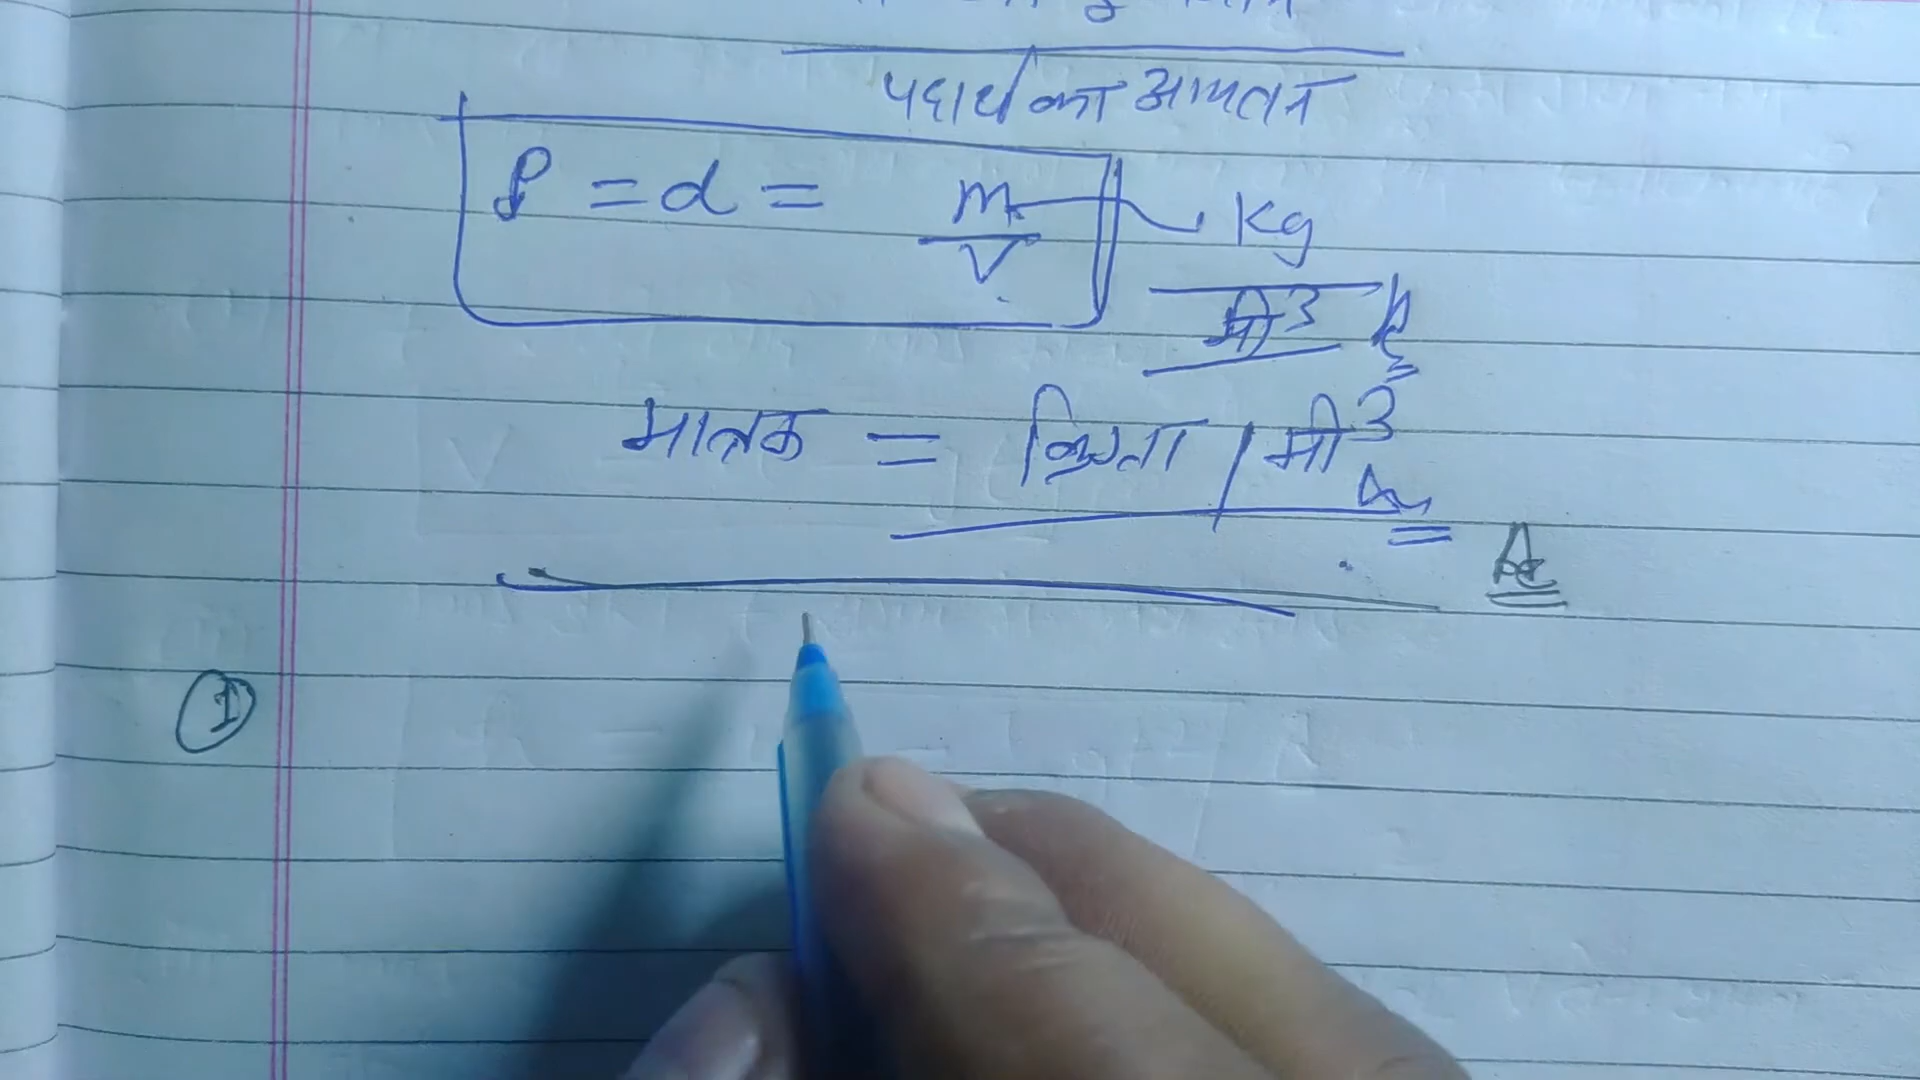 पदार्थ का आयतन
ρ = d = m/V
Kg
मी³
मात्रक = किग्रा / मी³
①